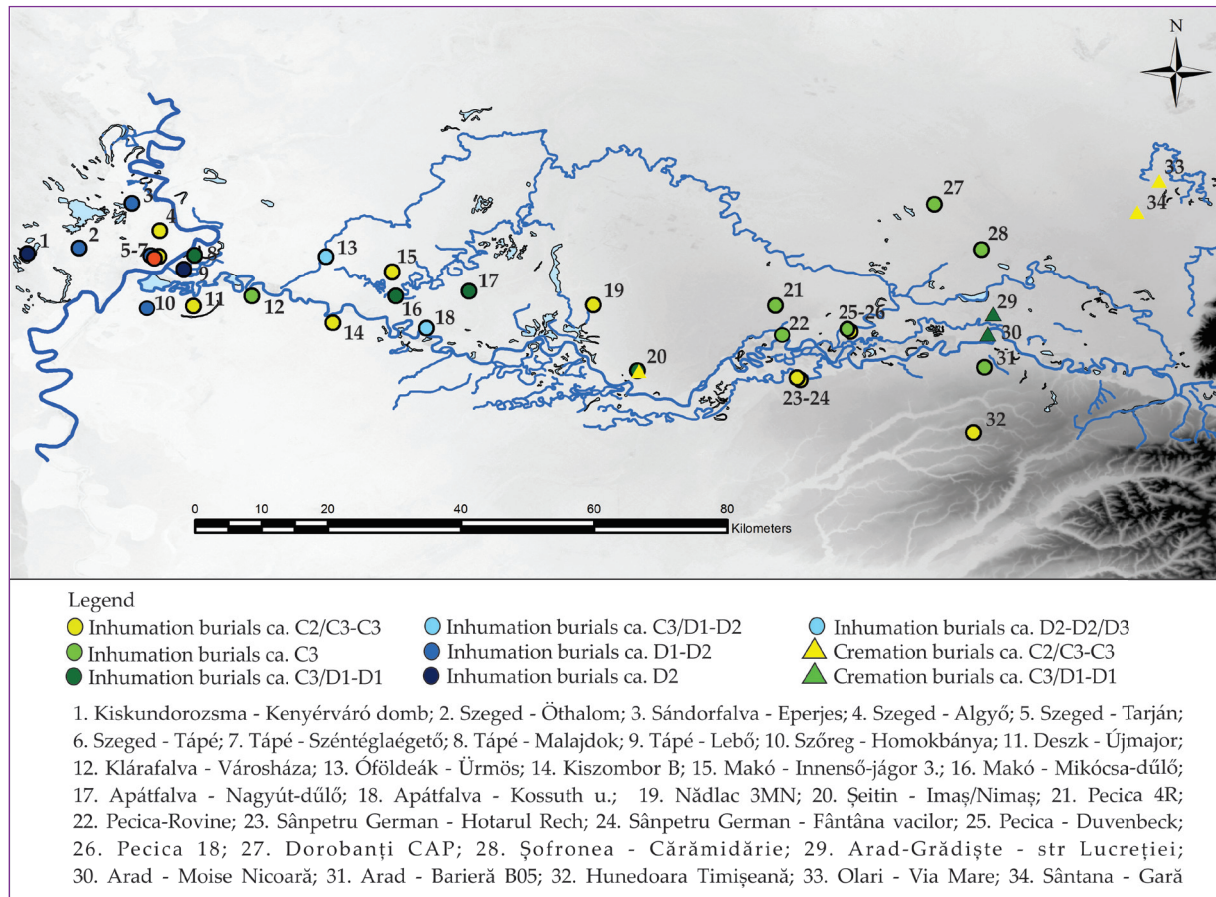 N
33
34
27
3
4
28
1
2
5-7
8
13
15
9
17
29
10
11
12
16
19
21
25-26
30
14
18
22
20
31
23-24
32
0 10 20 40 60 80
Kilometers
Legend
Inhumation burials ca. C2/C3-C3
Inhumation burials ca. C3
Inhumation burials ca. C3/D1-D1
Inhumation burials ca. C3/D1-D2
Inhumation burials ca. D1-D2
Inhumation burials ca. D2
Inhumation burials ca. D2-D2/D3
Cremation burials ca. C2/C3-C3
Cremation burials ca. C3/D1-D1
1. Kiskundorozsma - Kenyérváró domb; 2. Szeged - Öthalom; 3. Sándorfalva - Eperjes; 4. Szeged - Algyő; 5. Szeged - Tarján;
6. Szeged - Tápé; 7. Tápé - Széntéglaégető; 8. Tápé - Malajdok; 9. Tápé - Lebő; 10. Szőreg - Homokbánya; 11. Deszk - Újmajor;
12. Klárafalva - Városháza; 13. Óföldeák - Ürmös; 14. Kiszombor B; 15. Makó - Innenső-jágor 3.; 16. Makó - Mikócsa-dűlő;
17. Apátfalva - Nagyút-dűlő; 18. Apátfalva - Kossuth u.; 19. Nădlac 3MN; 20. Șeitin - Imaș/Nimaș; 21. Pecica 4R;
22. Pecica-Rovine; 23. Sânpetru German - Hotarul Rech; 24. Sânpetru German - Fântâna vacilor; 25. Pecica - Duvenbeck;
26. Pecica 18; 27. Dorobanți CAP; 28. Șofronea - Cărămidărie; 29. Arad-Grădiște - str Lucreției;
30. Arad - Moise Nicoară; 31. Arad - Barieră B05; 32. Hunedoara Timișeană; 33. Olari - Via Mare; 34. Sântana - Gară